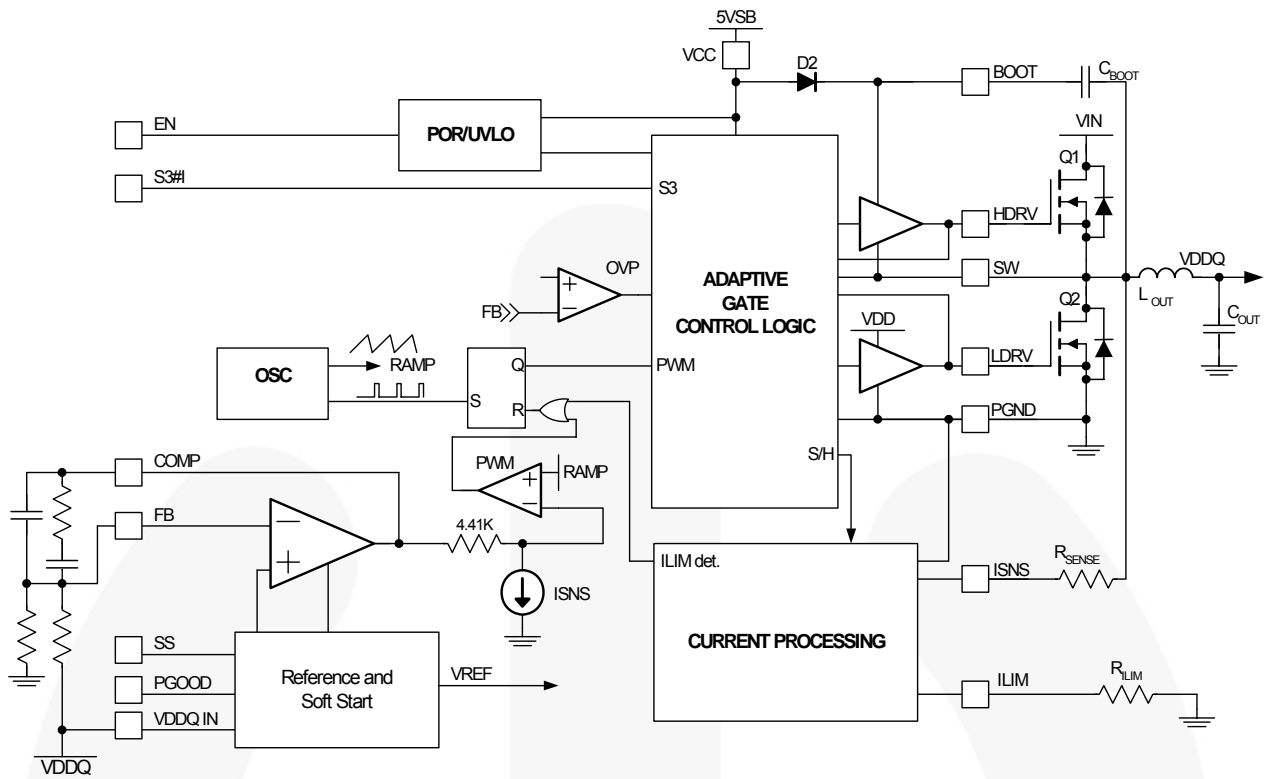 5VSB
VCC
D2
BOOT
CBOOT
EN
POR/UVLO
VIN
Q1
S3#I
S3
HDRV
OVP
ADAPTIVE
GATE
CONTROL LOGIC
SW
VDDQ
LOUT
FB
VDD
Q2
COUT
OSC
RAMP
Q
PWM
LDRV
S
R
PGND
COMP
PWM
RAMP
S/H
FB
4.41K
ILIM det.
ISNS
RSENSE
ISNS
CURRENT PROCESSING
SS
Reference and
Soft Start
VREF
PGOOD
ILIM
RILIM
VDDQ IN
VDDQ